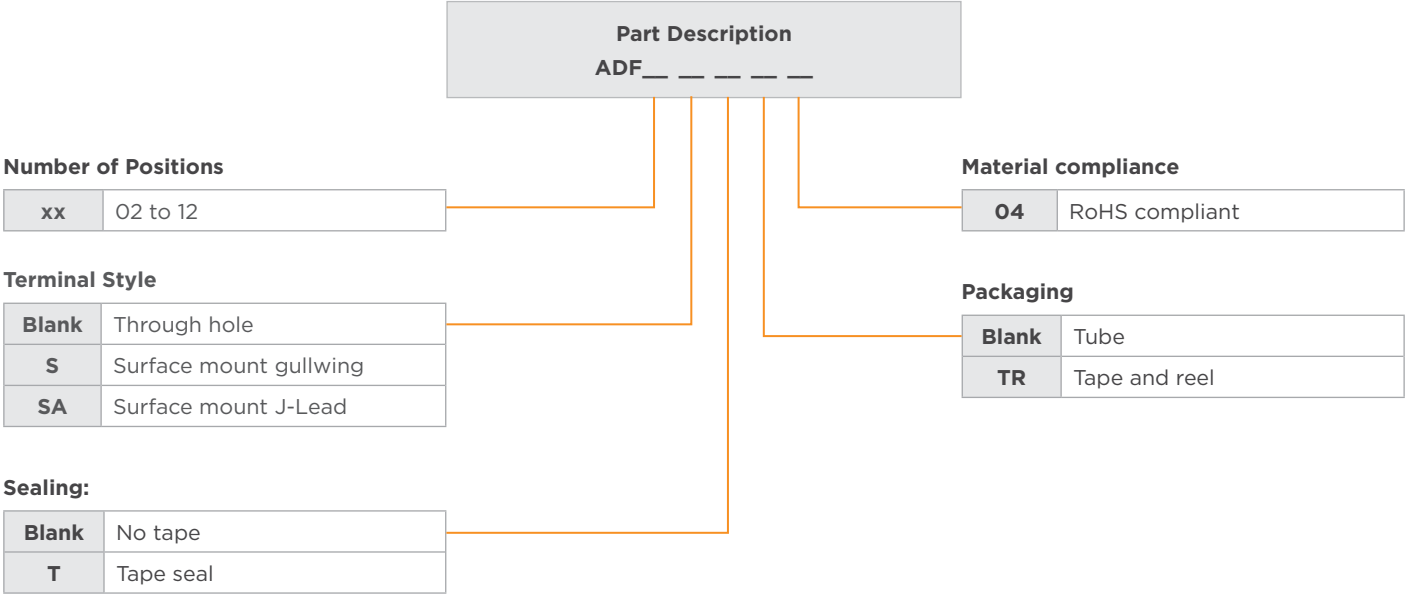 Part Description
ADF__ __ __ __ __
Number of Positions
xx 02 to 12
Terminal Style
Blank Through hole
S Surface mount gullwing
SA Surface mount J-Lead
Sealing:
Blank No tape
T Tape seal
Material compliance
04 RoHS compliant
Packaging
Blank Tube
TR Tape and reel